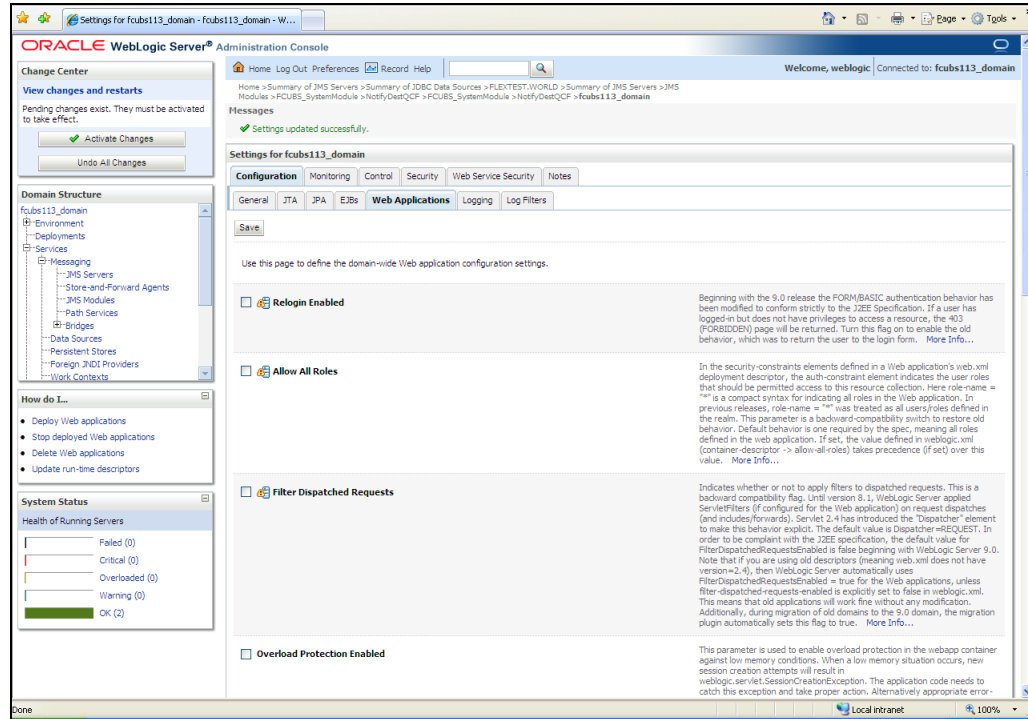 Settings for fcubs113_domain - fcubs113_domain - W...
Page
Tools
ORACLE WebLogic Server® Administration Console
Change Center
View changes and restarts
Pending changes exist. They must be activated
to take effect.
Activate Changes
Undo All Changes
Domain Structure
fcubs113_domain
Environment
Deployments
Services
Messaging
JMS Servers
Store-and-Forward Agents
JMS Modules
Path Services
Bridges
Data Sources
Persistent Stores
Foreign JNDI Providers
Work Contexts
How do I...
Deploy Web applications
Stop deployed Web applications
Delete Web applications
Update run-time descriptors
System Status
Health of Running Servers
Failed (0)
Critical (0)
Overloaded (0)
Warning (0)
OK (2)
Home Log Out Preferences Record Help
Welcome, weblogic Connected to: fcubs113_domain
Home >Summary of JMS Servers >Summary of JDBC Data Sources >FLEXTEST.WORLD >Summary of JMS Servers >JMS
Modules >FCUBS_SystemModule >NotifyDestQCF >FCUBS_SystemModule >NotifyDestQCF >fcubs113_domain
Messages
Settings updated successfully.
Settings for fcubs113_domain
Configuration Monitoring Control Security Web Service Security Notes
General JTA JPA EJBs Web Applications Logging Log Filters
Save
Use this page to define the domain-wide Web application configuration settings.
Relogin Enabled
Beginning with the 9.0 release the FORM/BASIC authentication behavior has
been modified to conform strictly to the J2EE Specification. If a user has
logged-in but does not have privileges to access a resource, the 403
(FORBIDDEN) page will be returned. Turn this flag on to enable the old
behavior, which was to return the user to the login form. More Info...
Allow All Roles
In the security-constraints elements defined in a Web application's web.xml
deployment descriptor, the auth-constraint element indicates the user roles
that should be permitted access to this resource collection. Here role-name =
"*" is a compact syntax for indicating all roles in the Web application. In
previous releases, role-name = "*" was treated as all users/roles defined in
the realm. This parameter is a backward-compatibility switch to restore old
behavior. Default behavior is one required by the spec, meaning all roles
defined in the web application. If set, the value defined in weblogic.xml
(container-descriptor -> allow-all-roles) takes precedence (if set) over this
value. More Info...
Filter Dispatched Requests
Indicates whether or not to apply filters to dispatched requests. This is a
backward compatibility flag. Until version 8.1, WebLogic Server applied
ServletFilters (if configured for the Web application) on request dispatches
(and includes/forwards). Servlet 2.4 has introduced the "Dispatcher" element
to make this behavior explicit. The default value is Dispatcher=REQUEST. In
order to be complaint with the J2EE specification, the default value for
FilterDispatchedRequestsEnabled is false beginning with WebLogic Server 9.0.
Note that if you are using old descriptors (meaning web.xml does not have
version=2.4), then WebLogic Server automatically uses
FilterDispatchedRequestsEnabled = true for the Web applications, unless
filter-dispatched-requests-enabled is explicitly set to false in weblogic.xml.
This means that old applications will work fine without any modification.
Additionally, during migration of old domains to the 9.0 domain, the migration
plugin automatically sets this flag to true. More Info...
Overload Protection Enabled
This parameter is used to enable overload protection in the webapp container
against low memory conditions. When a low memory situation occurs, new
session creation attempts will result in
weblogic.servlet.SessionCreationException. The application code needs to
catch this exception and take proper action. Alternatively appropriate error-
Done
Local intranet
100%